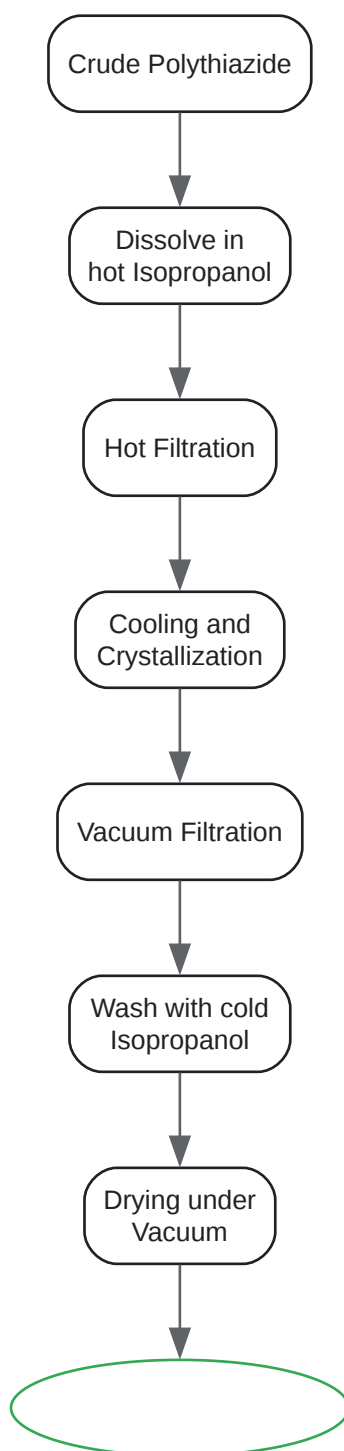 Crude Polythiazide
Dissolve in
hot Isopropanol
Hot Filtration
Cooling and
Crystallization
Vacuum Filtration
Wash with cold
Isopropanol
Drying under
Vacuum